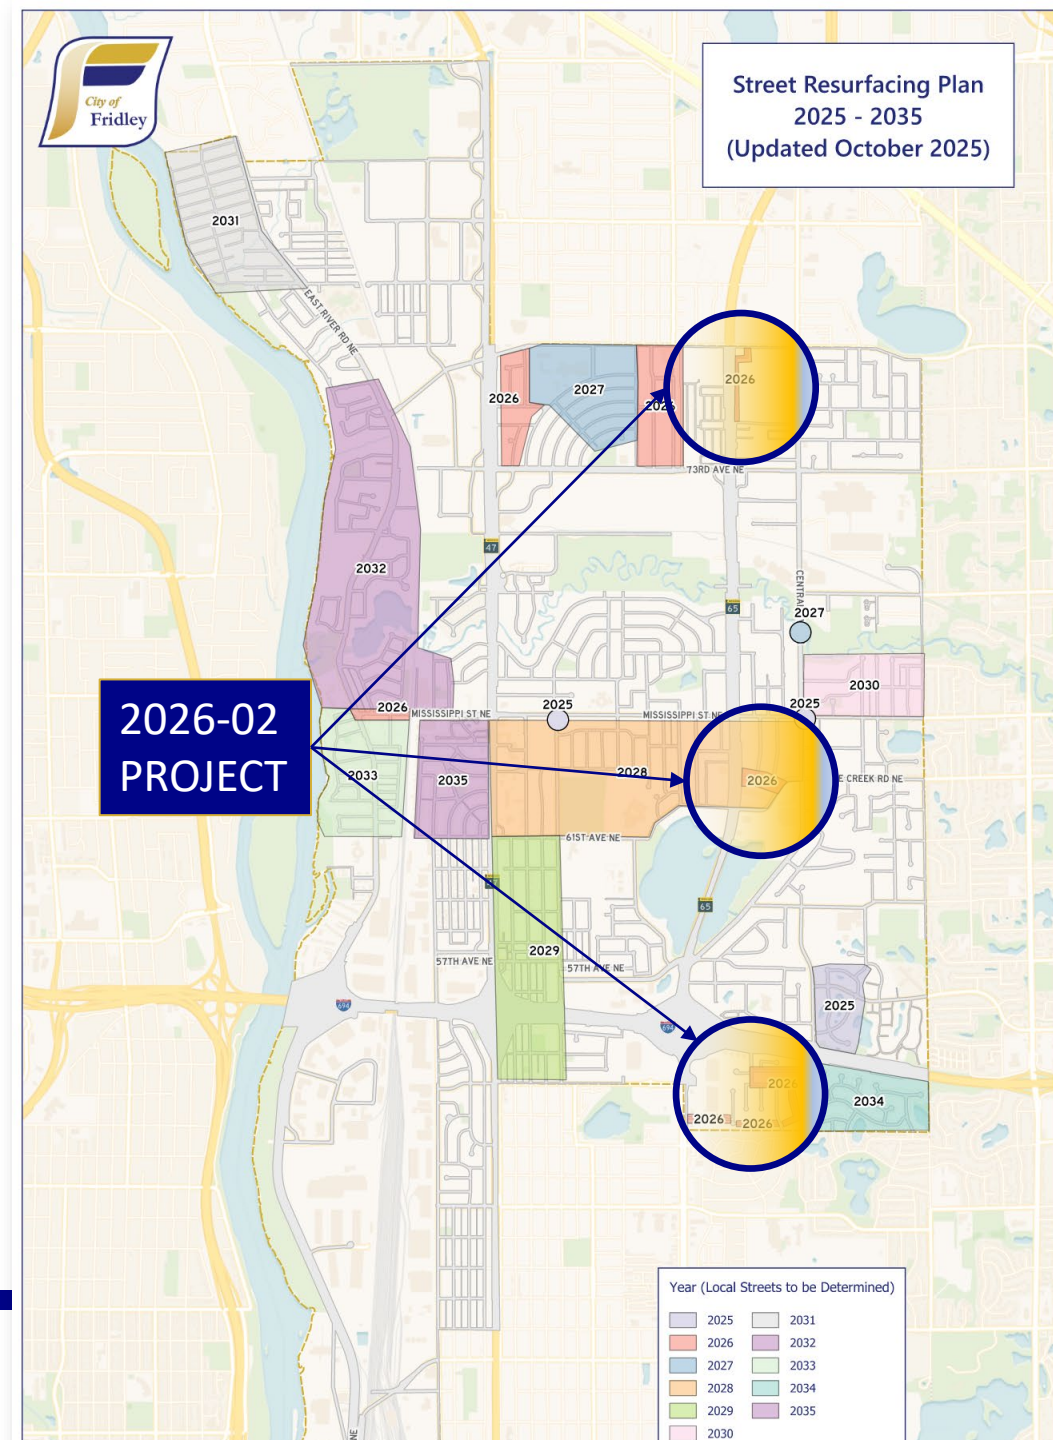 City of
Fridley
Street Resurfacing Plan
2025 - 2035
(Updated October 2025)
2031
EAST RIVER RD NE
2026
2027
2026
2026
73RD AVE NE
47
2032
65
CENTRAL
2027
2030
2026
MISSISSIPPI ST NE
2025
MISSISSIPPI ST NE
2025
2026-02
PROJECT
2033
2035
2028
2026
E CREEK RD NE
61ST AVE NE
65
2029
57TH AVE NE
57TH AVE NE
694
694
2025
2026
2034
2026
2026
Year (Local Streets to be Determined)
2025
2031
2026
2032
2027
2033
2028
2034
2029
2035
2030
NE